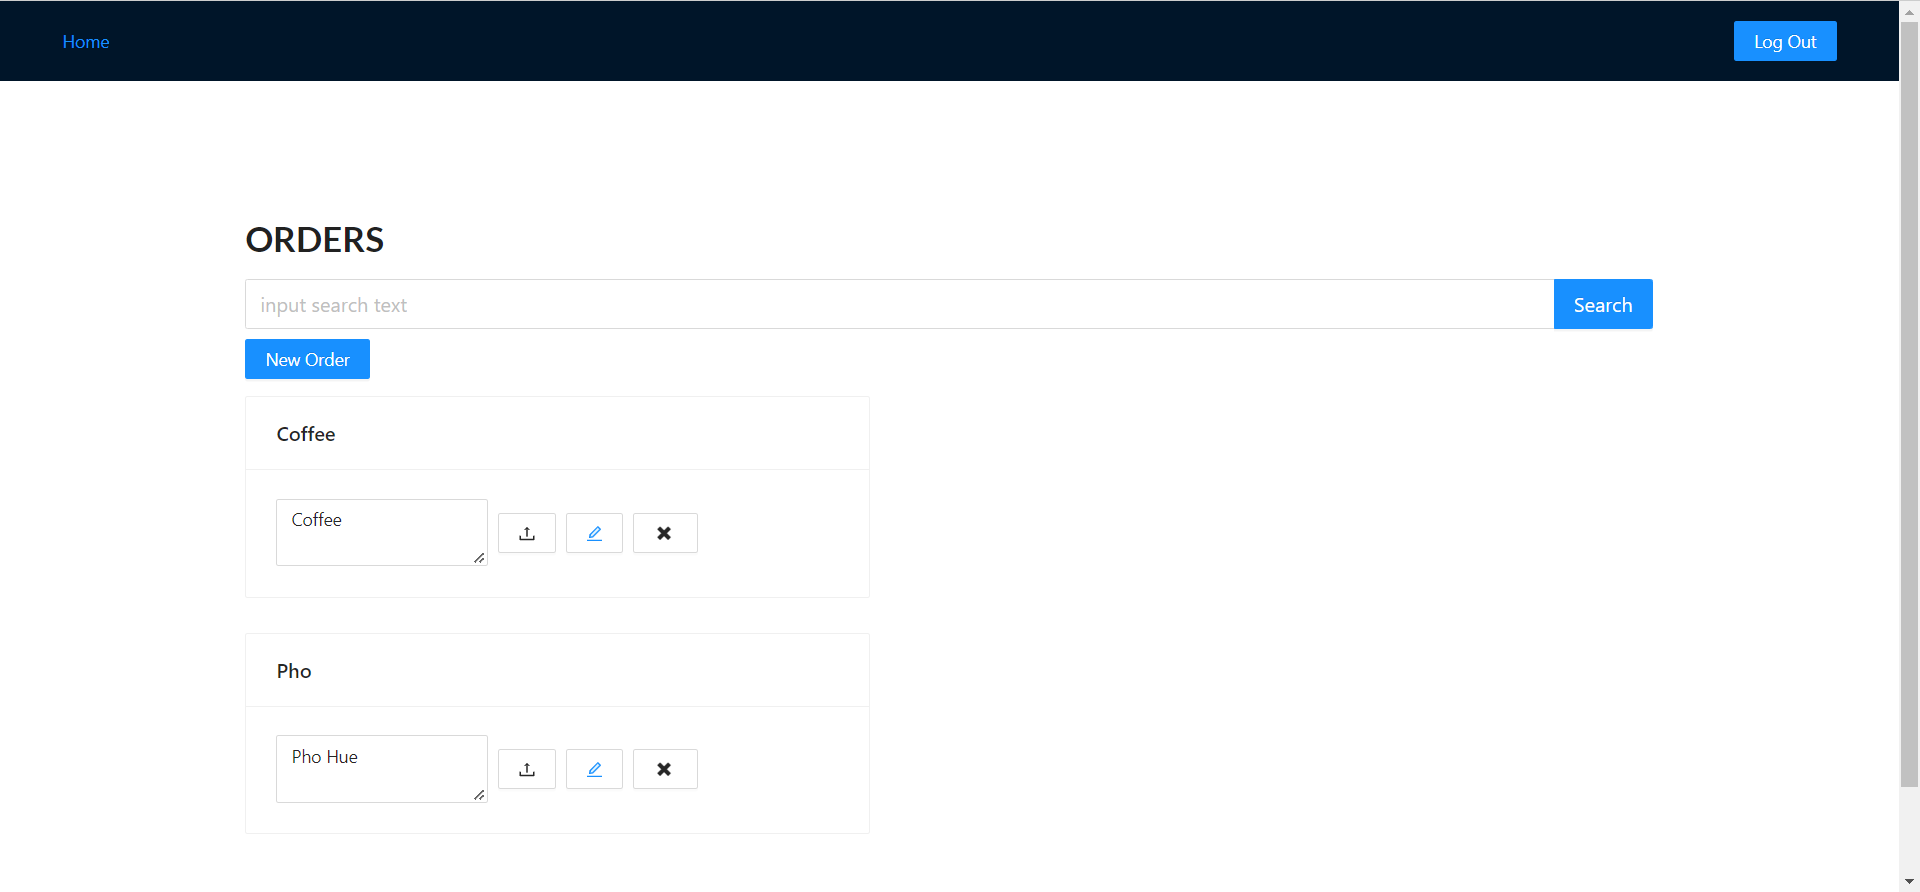 Home
Log Out
ORDERS
input search text
Search
New Order
Coffee
Coffee
Pho
Pho Hue